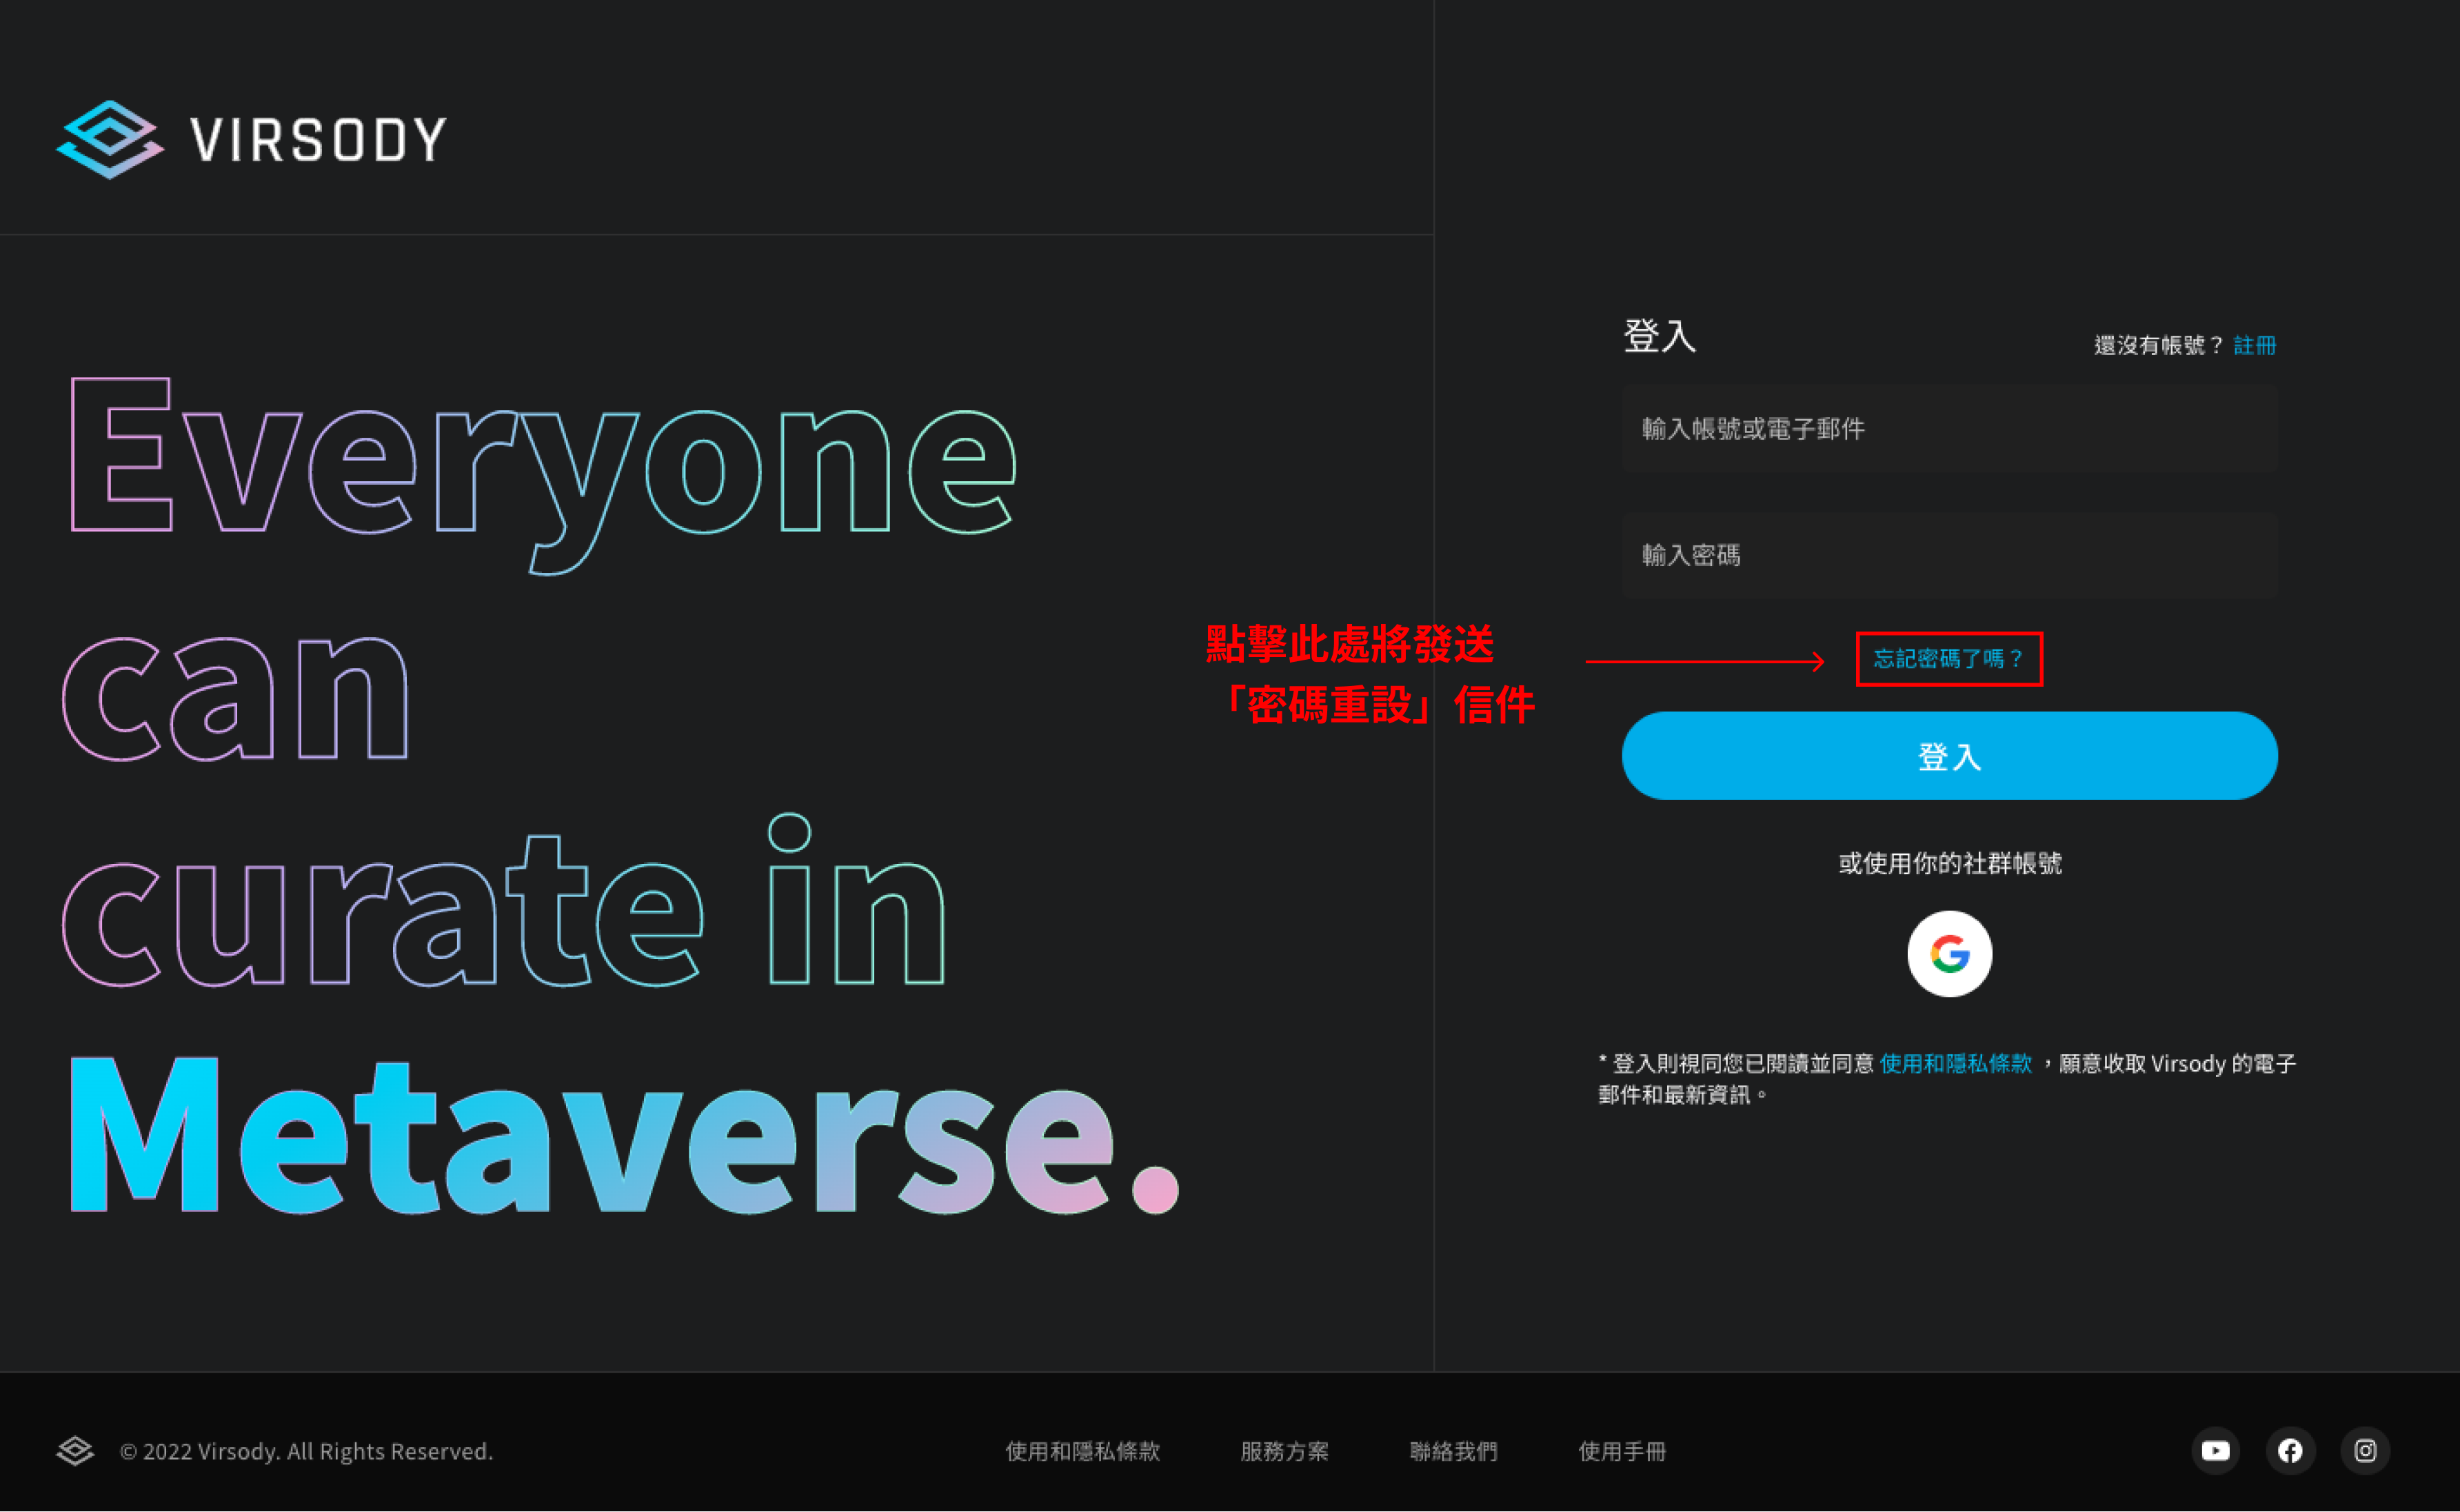 VIRSODY
Everyone
can
curate in
Metaverse.
登入
還沒有帳號？ 註冊
輸入帳號或電子郵件
輸入密碼
點擊此處將發送
「密碼重設」信件
忘記密碼了嗎？
登入
或使用你的社群帳號
* 登入則視同您已閱讀並同意 使用和隱私條款 ，願意收取 Virsody 的電子
郵件和最新資訊。
© 2022 Virsody. All Rights Reserved.
使用和隱私條款
服務方案
聯絡我們
使用手冊